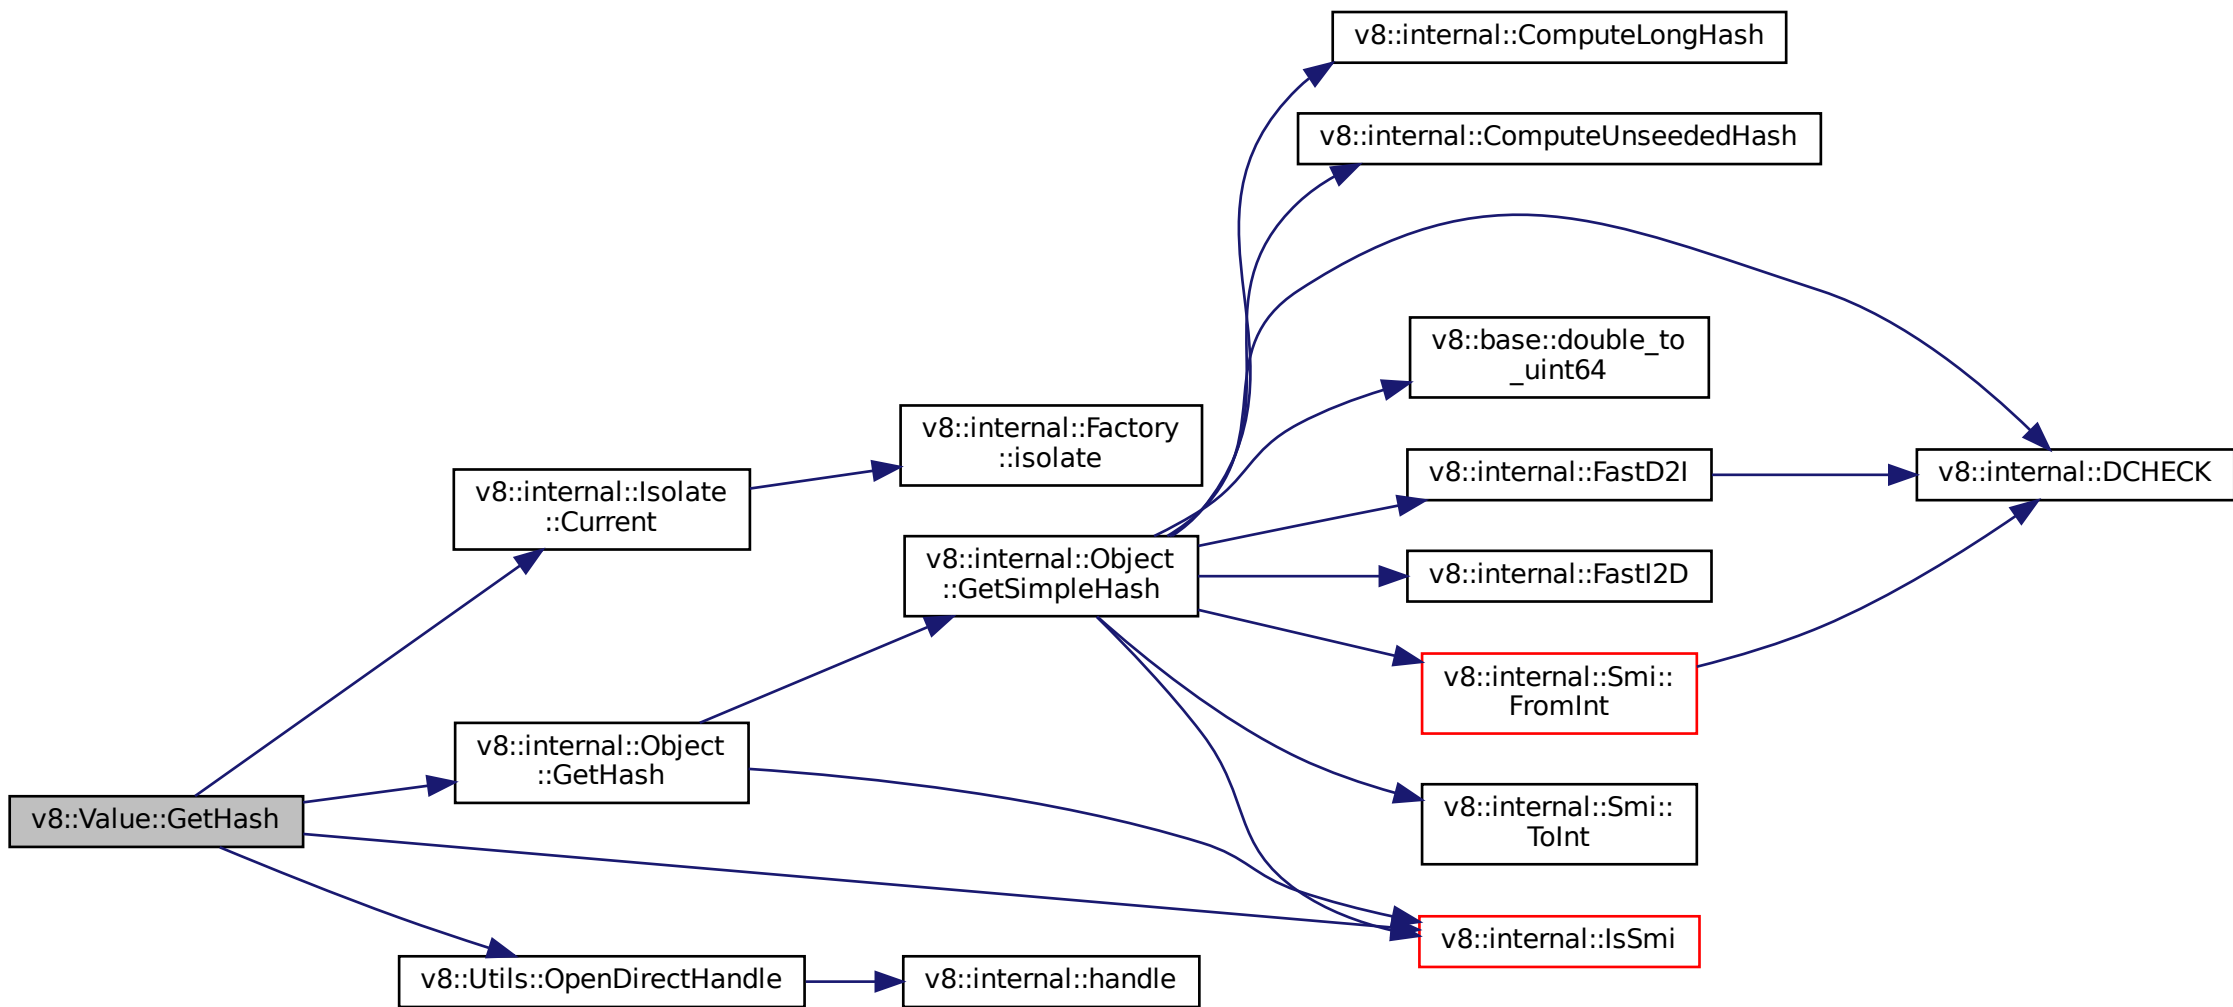 v8::internal::ComputeLongHash
v8::internal::ComputeUnseededHash
v8::base::double_to
_uint64
v8::internal::Factory
::isolate
v8::internal::FastD2I
v8::internal::DCHECK
v8::internal::Isolate
::Current
v8::internal::Object
::GetSimpleHash
v8::internal::FastI2D
v8::internal::Smi::
FromInt
v8::internal::Object
::GetHash
v8::Value::GetHash
v8::internal::Smi::
ToInt
v8::internal::IsSmi
v8::Utils::OpenDirectHandle
v8::internal::handle